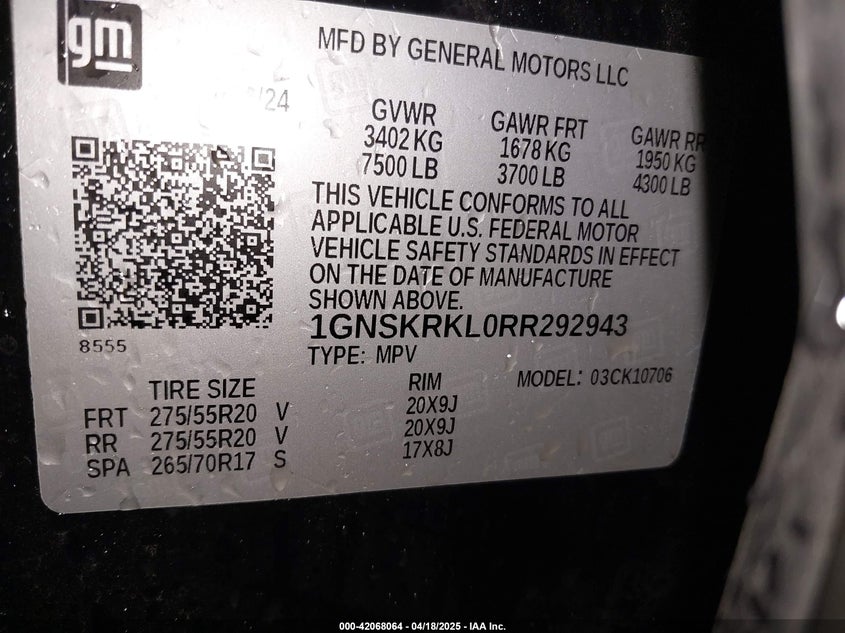 gm
MFD BY GENERAL MOTORS LLC
/24
GVWR GAWR FRT GAWR RR
3402 KG 1678 KG 1950 KG
7500 LB 3700 LB 4300 LB
THIS VEHICLE CONFORMS TO ALL
APPLICABLE U.S. FEDERAL MOTOR
VEHICLE SAFETY STANDARDS IN EFFECT
ON THE DATE OF MANUFACTURE
SHOWN ABOVE.
1GNSKRKL0RR292943
8555
TYPE: MPV
TIRE SIZE RIM MODEL: 03CK10706
FRT 275/55R20 V 20X9J
RR 275/55R20 V 20X9J
SPA 265/70R17 S 17X8J
000-42068064 - 04/18/2025 - IAA Inc.